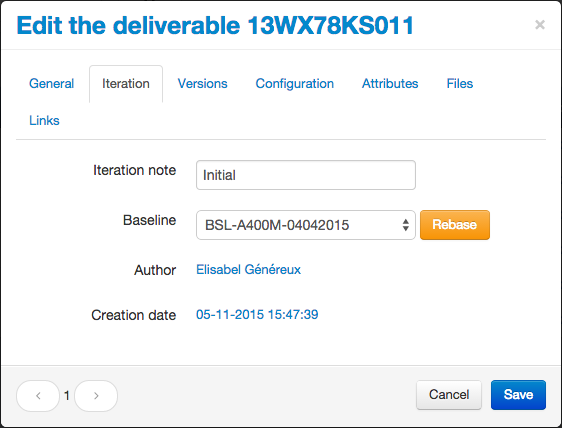 Edit the deliverable 13WX78KS011 ×
General Iteration Versions Configuration Attributes Files
Links
Iteration note Initial
Baseline BSL-A400M-04042015 Rebase
Author Elisabel Généreux
Creation date 05-11-2015 15:47:39
‹ 1 › Cancel Save